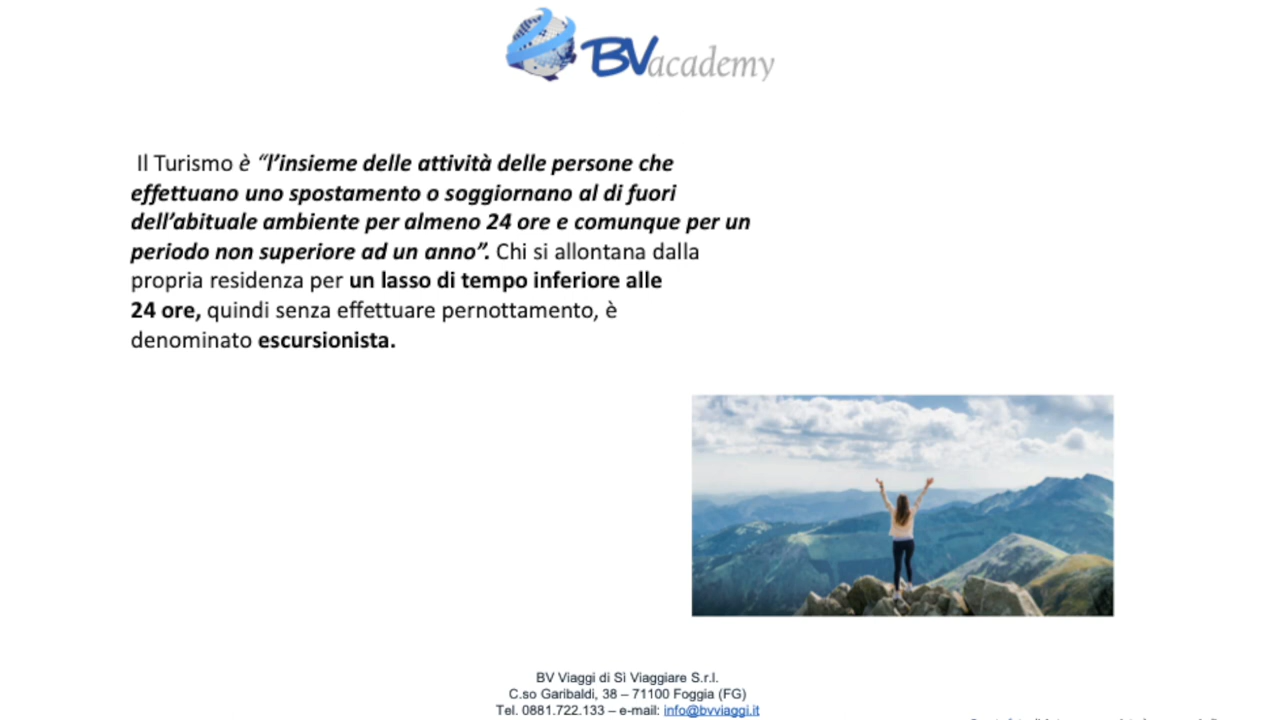 BVacademy
Il Turismo è “l’insieme delle attività delle persone che
effettuano uno spostamento o soggiornano al di fuori
dell’abituale ambiente per almeno 24 ore e comunque per un
periodo non superiore ad un anno”. Chi si allontana dalla
propria residenza per un lasso di tempo inferiore alle
24 ore, quindi senza effettuare pernottamento, è
denominato escursionista.
BV Viaggi di Sì Viaggiare S.r.l.
C.so Garibaldi, 38 – 71100 Foggia (FG)
Tel. 0881.722.133 – e-mail: info@bvviaggi.it